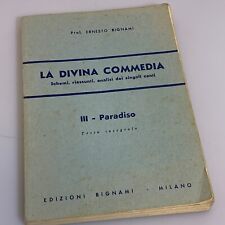 Prof. ERNESTO BIGNAMI
LA DIVINA COMMEDIA
Schemi, riassunti, analisi dei singoli canti
III - Paradiso
Testo integrale
EDIZIONI BIGNAMI - MILANO